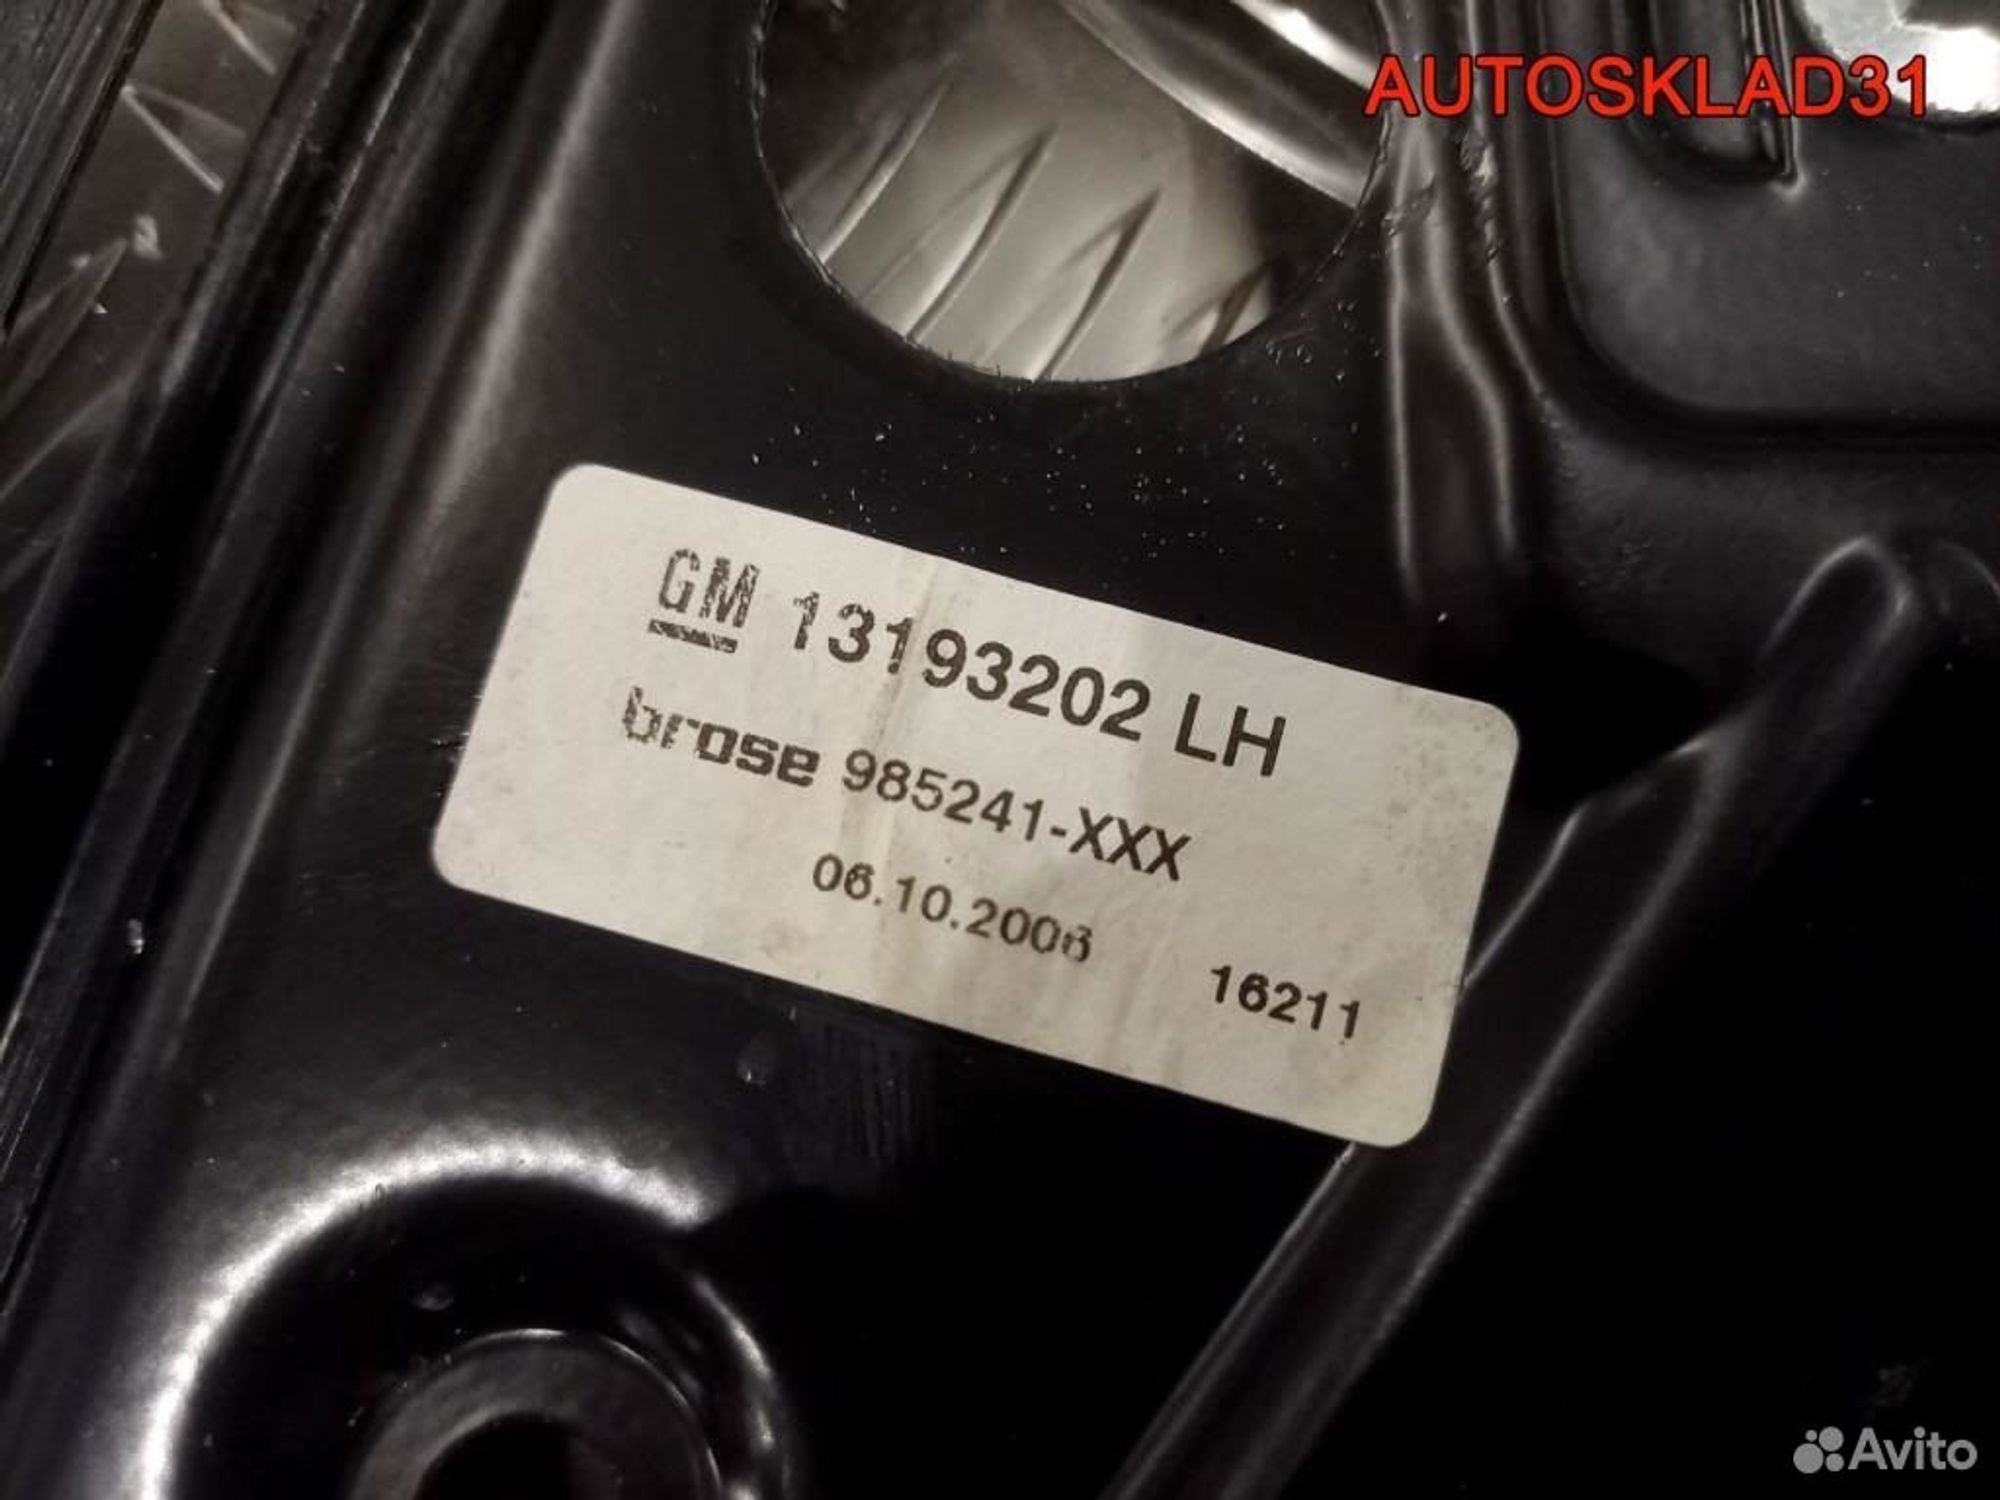 AUTOSKLAD31
GM 13193202 LH
brose 985241-XXX
06.10.2006
16211
Avito